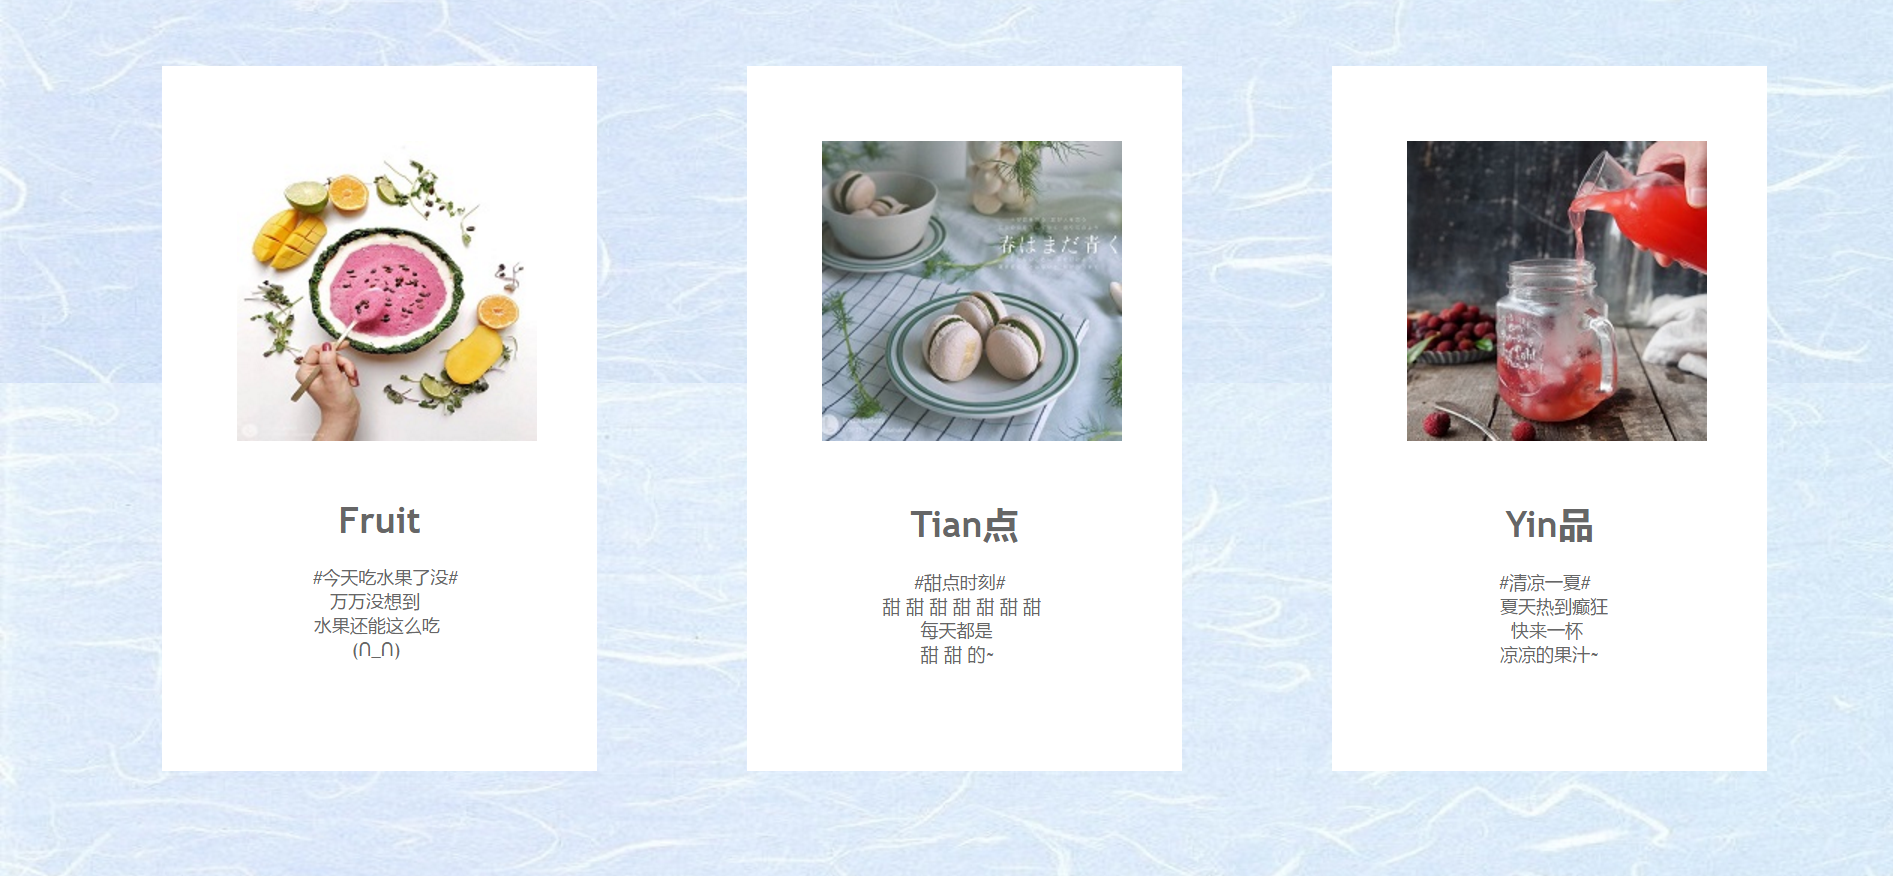 春はまだ青く
Fruit
#今天吃水果了没#
万万没想到
水果还能这么吃
(∩_∩)
Tian点
#甜点时刻#
甜 甜 甜 甜 甜 甜 甜
每天都是
甜 甜 的~
Yin品
#清凉一夏#
夏天热到癫狂
快来一杯
凉凉的果汁~